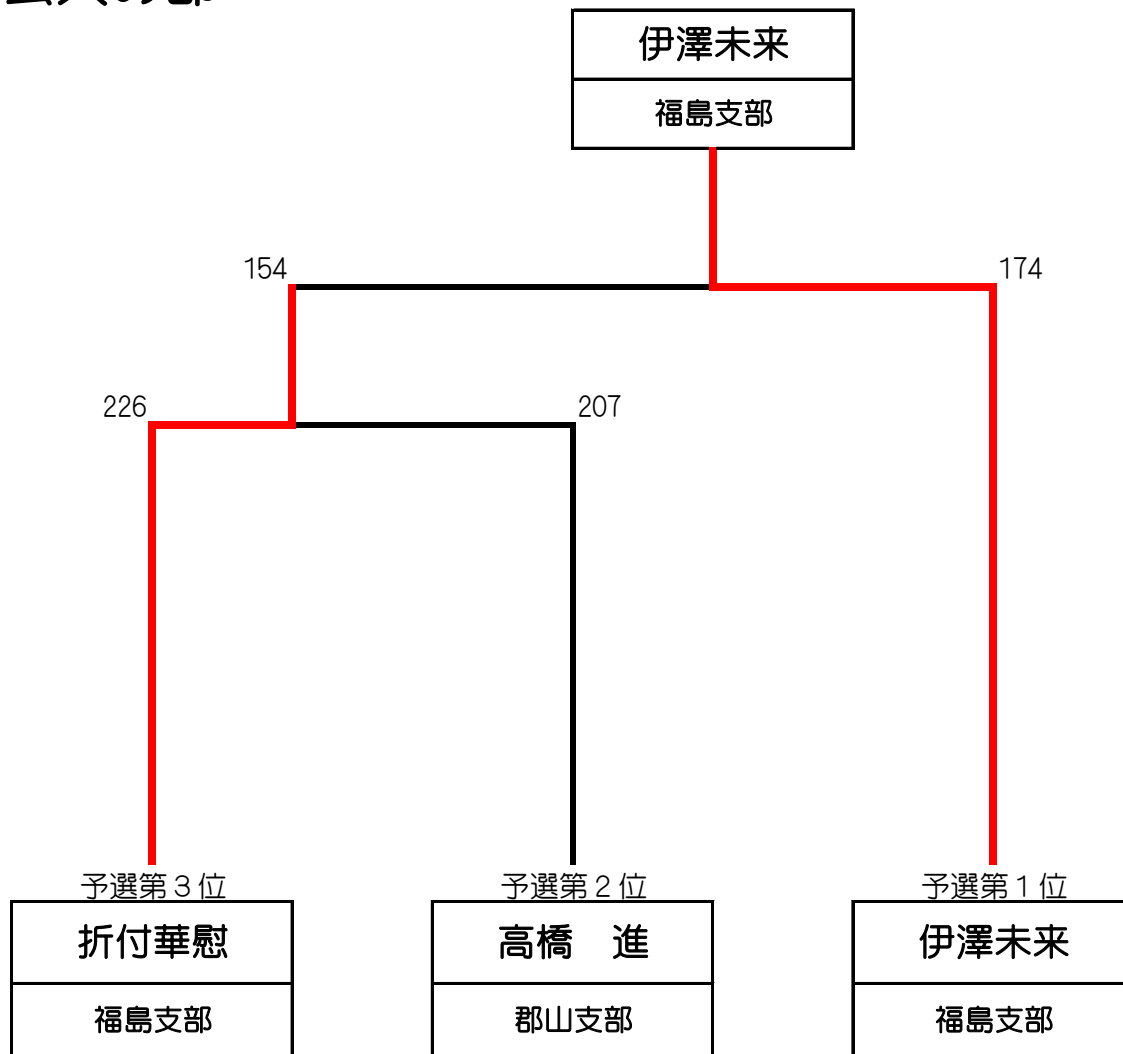 伊澤未来
福島支部
154
174
226
207
予選第3位
予選第2位
予選第1位
折付華慰
高橋　進
伊澤未来
福島支部
郡山支部
福島支部